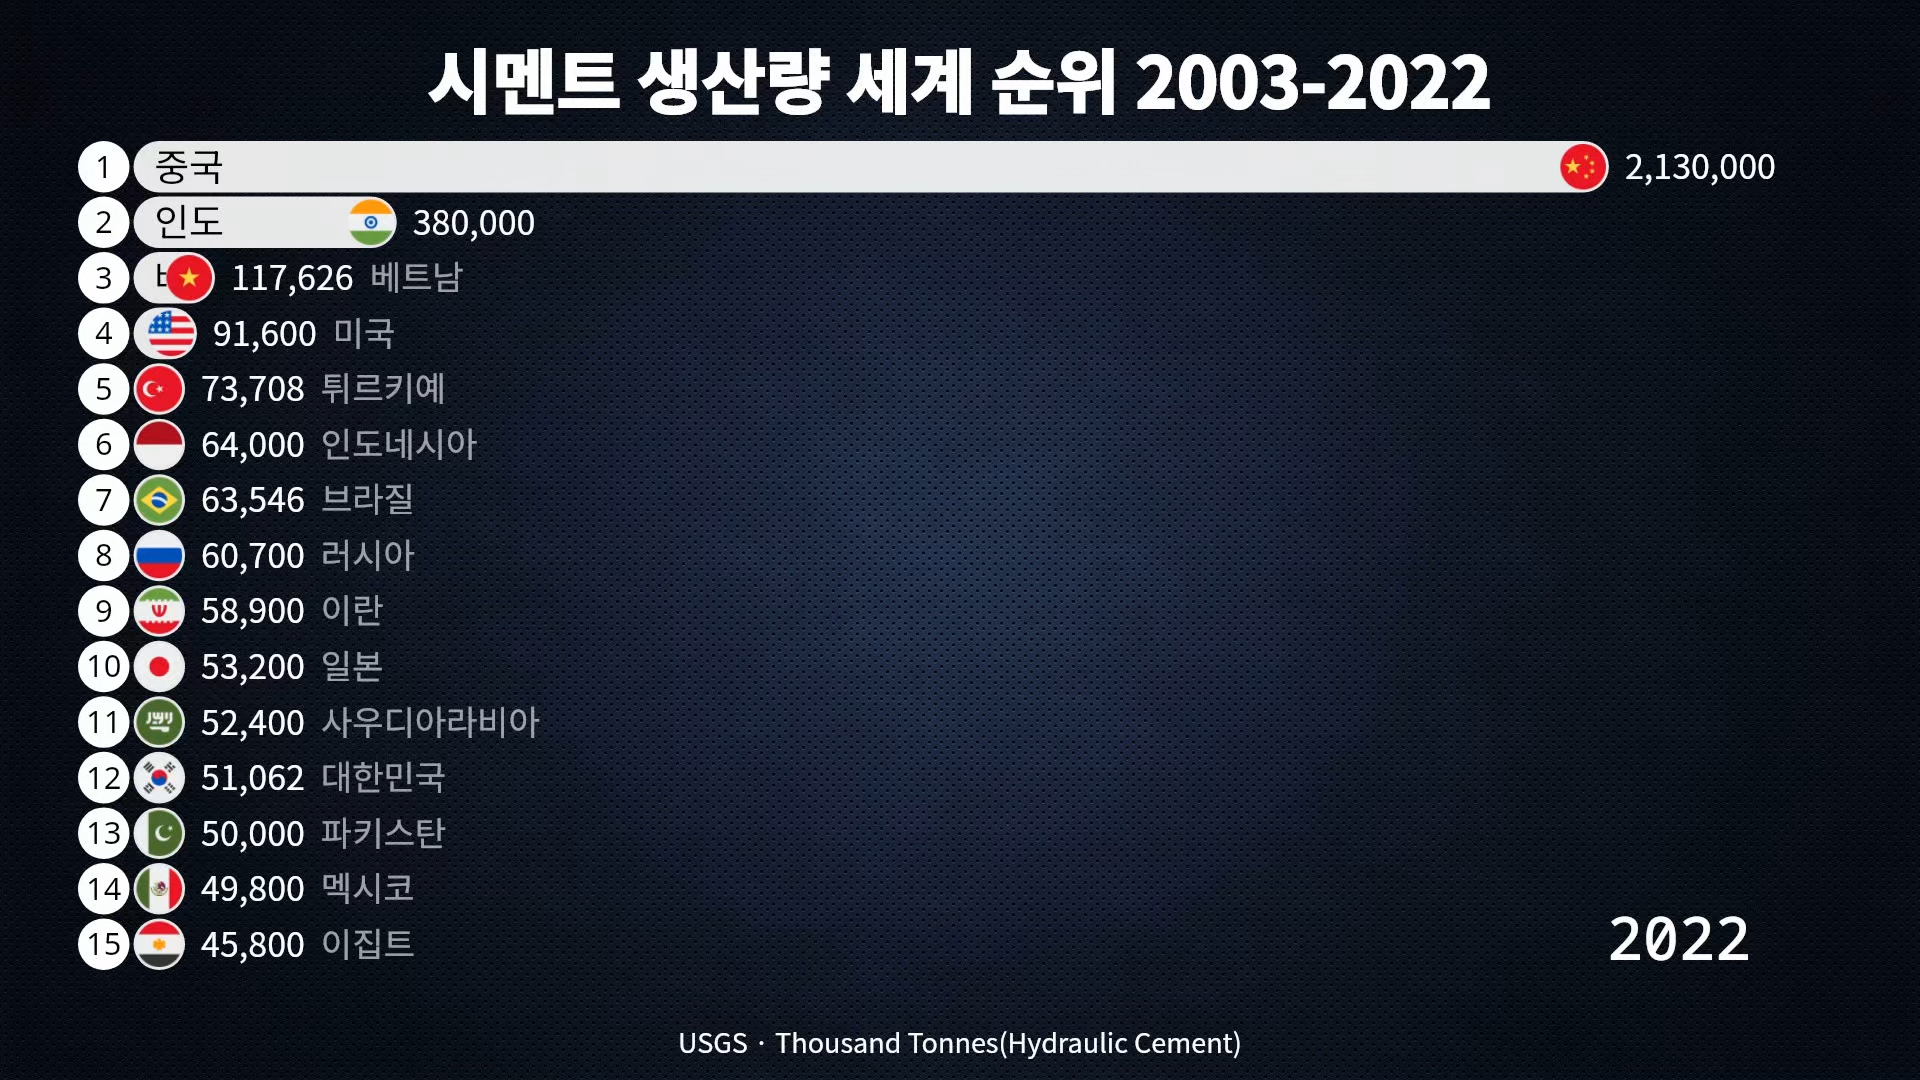 시멘트 생산량 세계 순위 2003-2022
1 중국 2,130,000
2 인도 380,000
3 117,626 베트남
4 91,600 미국
5 73,708 튀르키예
6 64,000 인도네시아
7 63,546 브라질
8 60,700 러시아
9 58,900 이란
10 53,200 일본
11 52,400 사우디아라비아
12 51,062 대한민국
13 50,000 파키스탄
14 49,800 멕시코
15 45,800 이집트
2022
USGS · Thousand Tonnes(Hydraulic Cement)